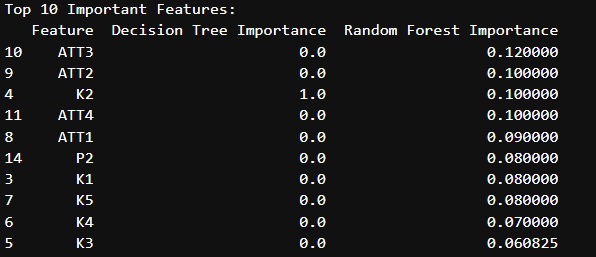 Top 10 Important Features:
Feature Decision Tree Importance Random Forest Importance
10 ATT3 0.0 0.120000
9 ATT2 0.0 0.100000
4 K2 1.0 0.100000
11 ATT4 0.0 0.100000
8 ATT1 0.0 0.090000
14 P2 0.0 0.080000
3 K1 0.0 0.080000
7 K5 0.0 0.080000
6 K4 0.0 0.070000
5 K3 0.0 0.060825